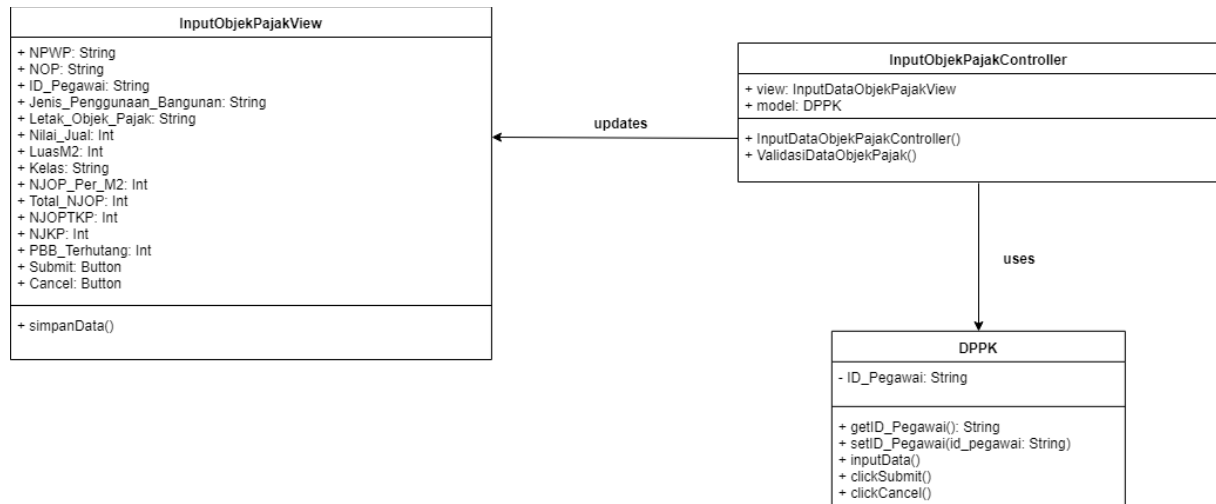 InputObjekPajakView
+ NPWP: String
+ NOP: String
+ ID_Pegawai: String
+ Jenis_Penggunaan_Bangunan: String
+ Letak_Objek_Pajak: String
+ Nilai_Jual: Int
+ LuasM2: Int
+ Kelas: String
+ NJOP_Per_M2: Int
+ Total_NJOP: Int
+ NJOPTKP: Int
+ NJKP: Int
+ PBB_Terhutang: Int
+ Submit: Button
+ Cancel: Button
+ simpanData()
updates
InputObjekPajakController
+ view: InputDataObjekPajakView
+ model: DPPK
+ InputDataObjekPajakController()
+ ValidasiDataObjekPajak()
uses
DPPK
- ID_Pegawai: String
+ getID_Pegawai(): String
+ setID_Pegawai(id_pegawai: String)
+ inputData()
+ clickSubmit()
+ clickCancel()